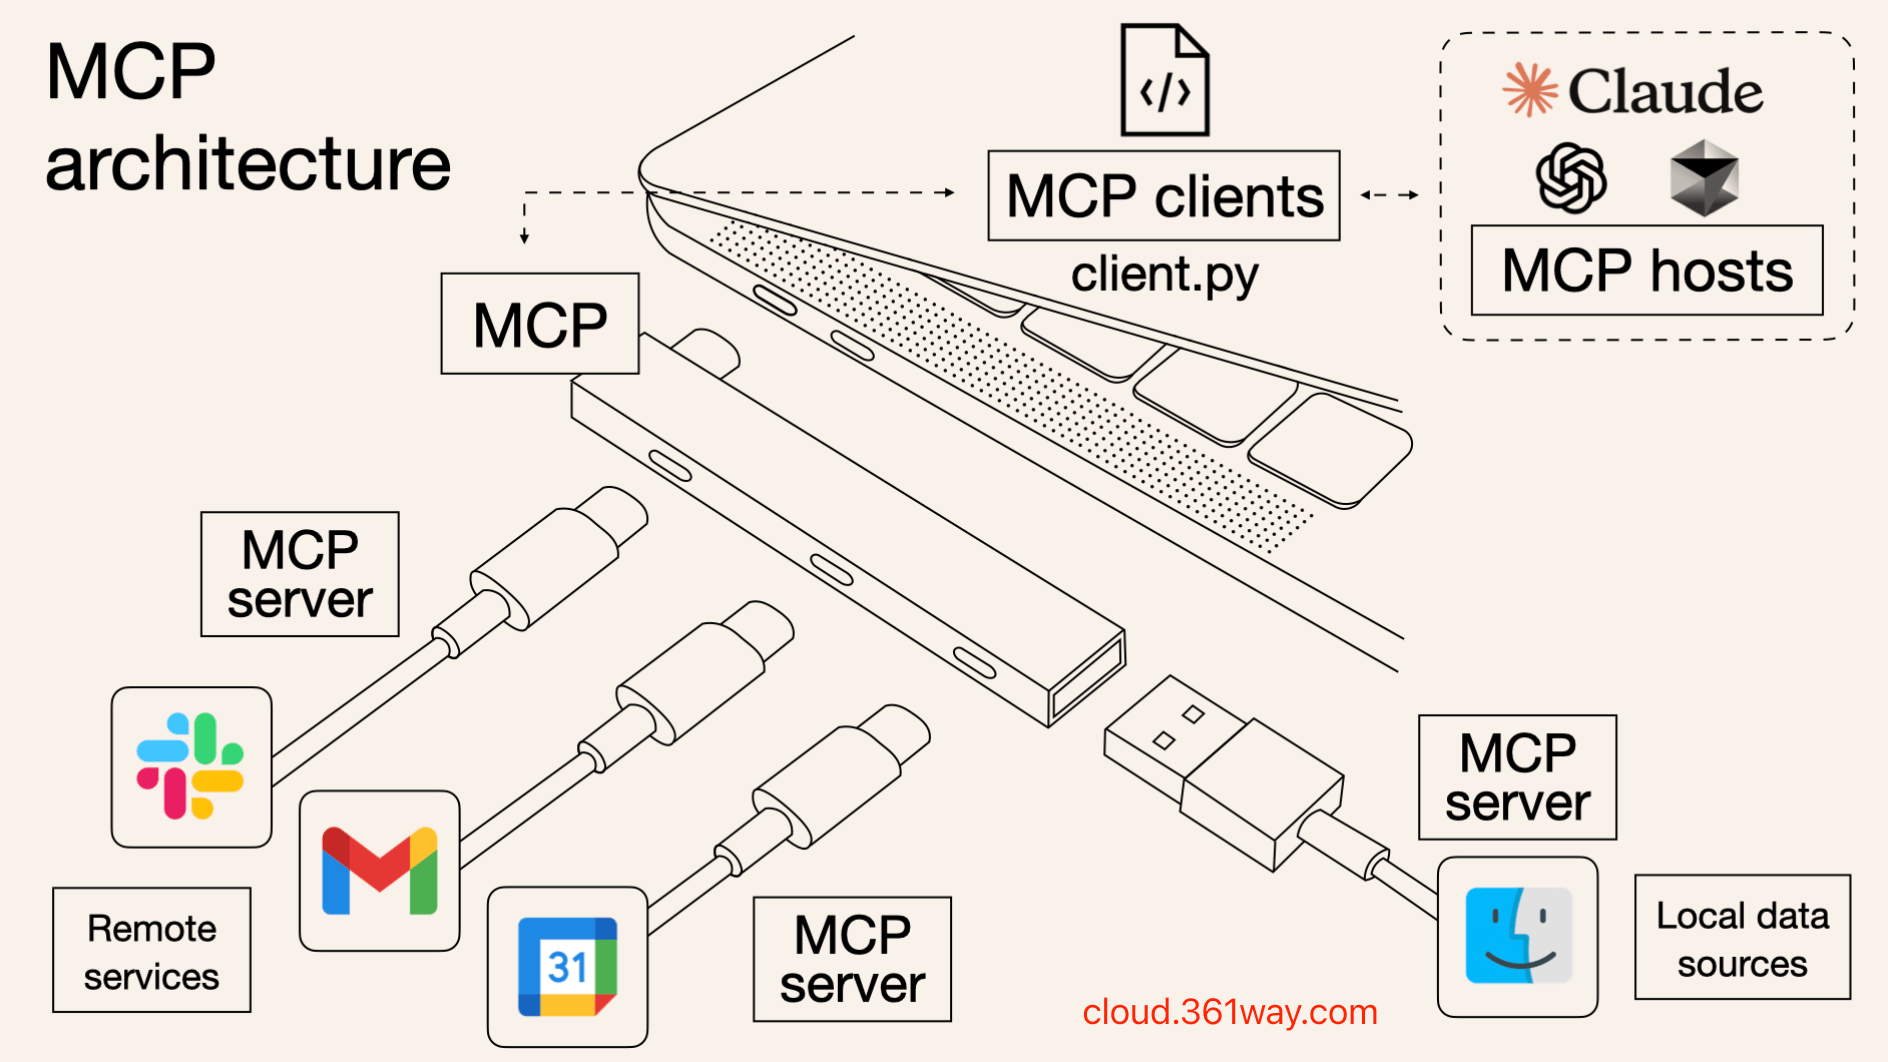 MCP
architecture
</>
MCP clients
client.py
Claude
MCP hosts
MCP
MCP
server
Remote
services
31
MCP
server
MCP
server
Local data
sources
cloud.361way.com